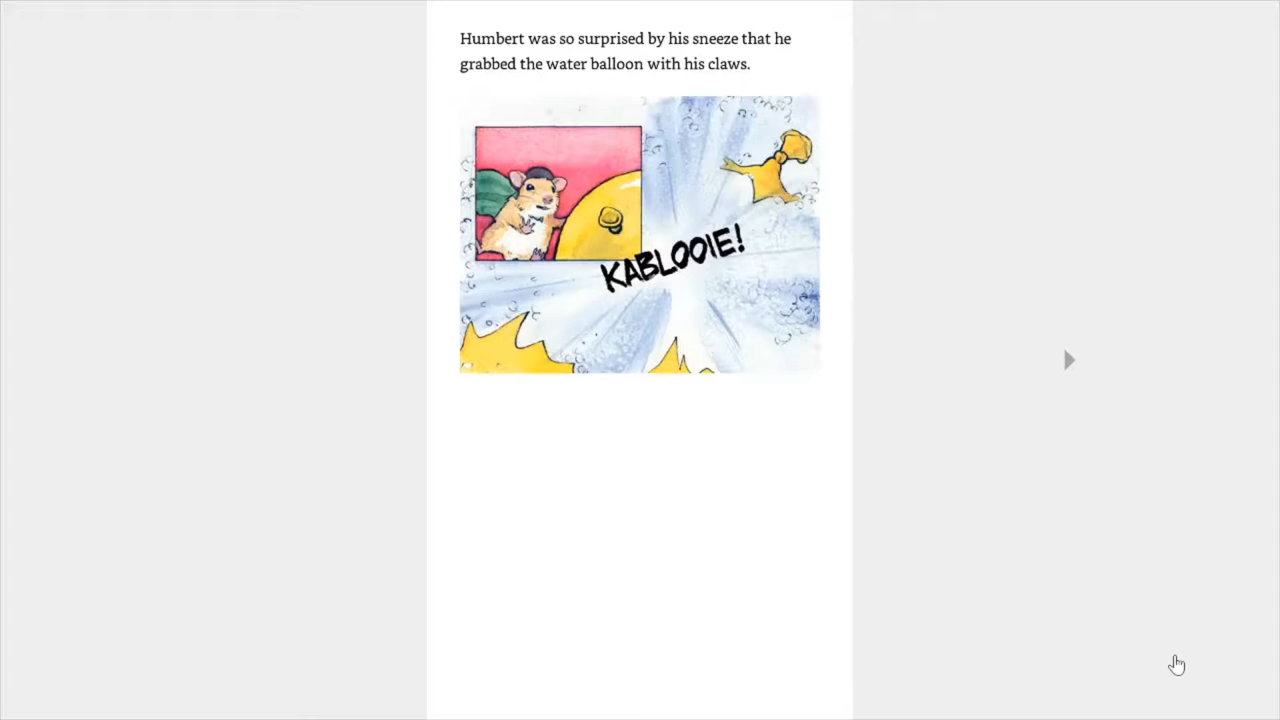 Humbert was so surprised by his sneeze that he
grabbed the water balloon with his claws.
KABLOOIE!